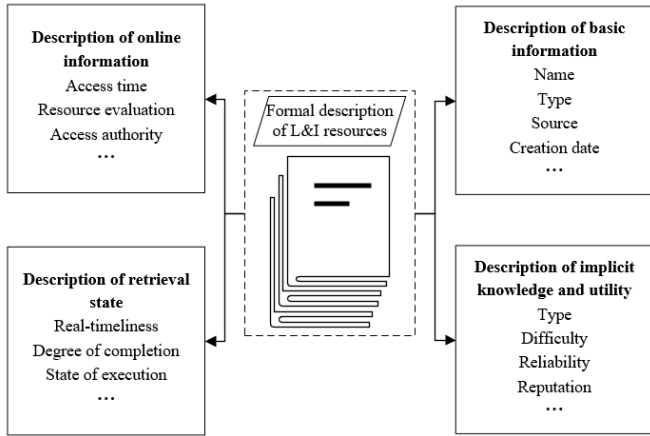 Description of online
information
Access time
Resource evaluation
Access authority
...
Formal description
of L&I resources
Description of basic
information
Name
Type
Source
Creation date
...
Description of retrieval
state
Real-timeliness
Degree of completion
State of execution
...
Description of implicit
knowledge and utility
Type
Difficulty
Reliability
Reputation
...